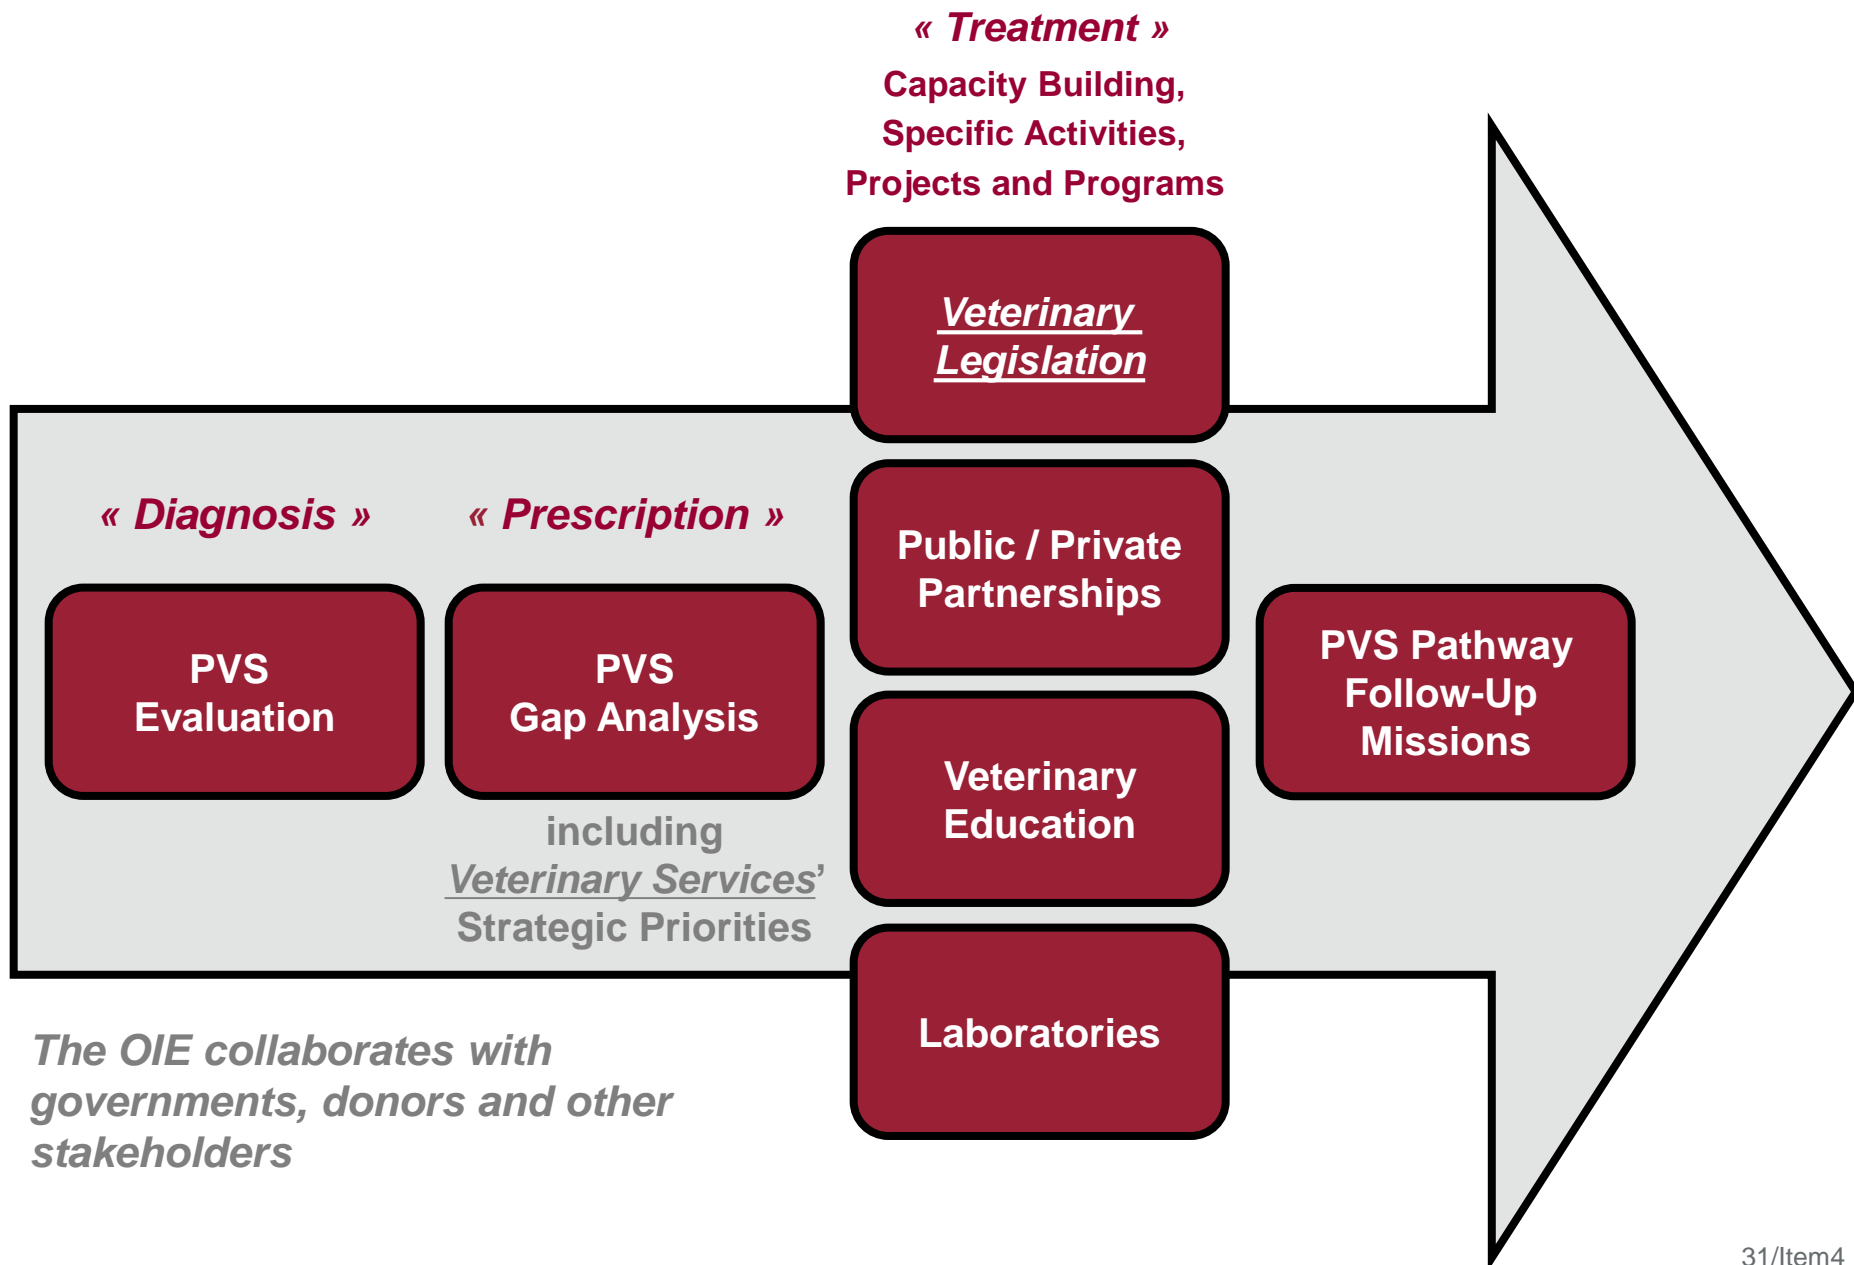 « Treatment »
Capacity Building,
Specific Activities,
Projects and Programs
Veterinary
Legislation
« Diagnosis »
« Prescription »
Public / Private
Partnerships
PVS
Evaluation
PVS
Gap Analysis
including
Veterinary Services’
Strategic Priorities
Veterinary
Education
PVS Pathway
Follow-Up
Missions
Laboratories
The OIE collaborates with
governments, donors and other
stakeholders
31/Item4